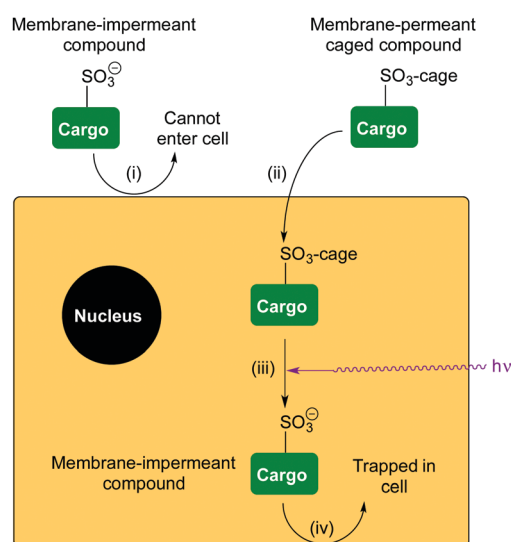 Membrane-impermeant
compound
SO3⊖
Cargo
Cannot
enter cell
(i)
Membrane-permeant
caged compound
SO3-cage
Cargo
(ii)
SO3-cage
Cargo
Nucleus
(iii)
hν
SO3⊖
Cargo
Membrane-impermeant
compound
Trapped in
cell
(iv)